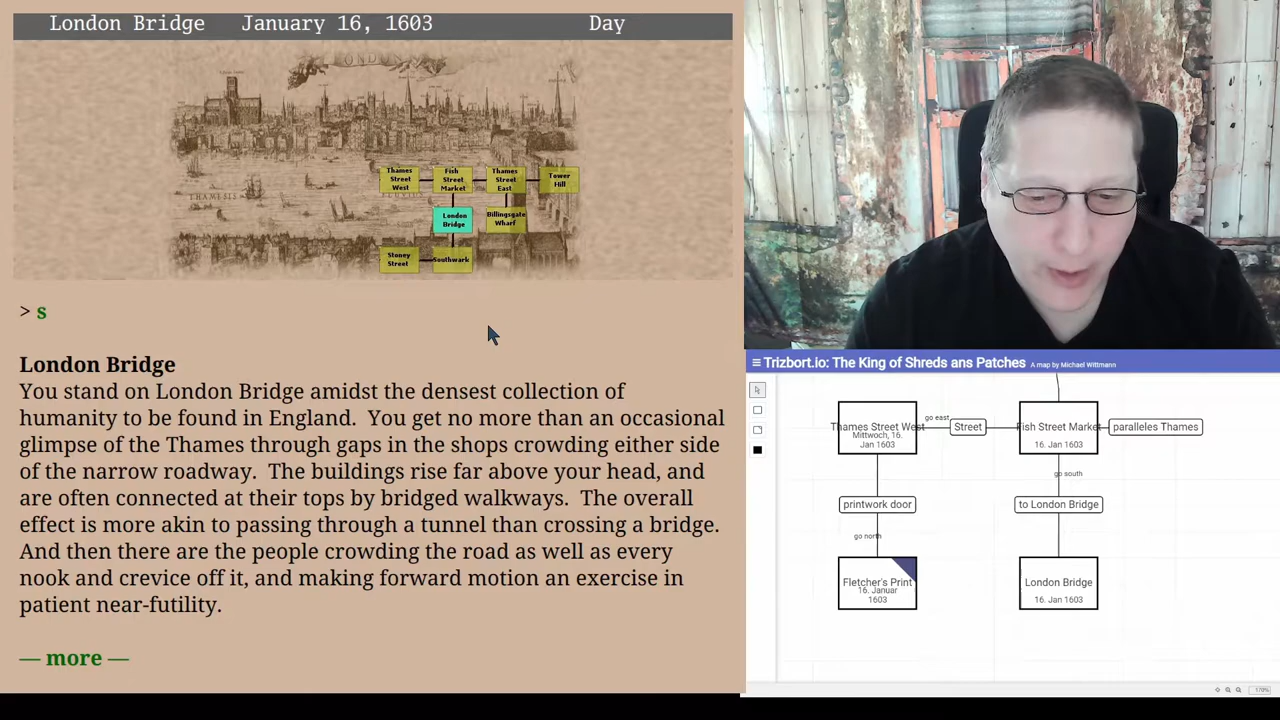 London Bridge January 16, 1603 Day
LONDON
THAMESIS
Thames
Street
West
Fish
Street
Market
Thames
Street
East
Tower
Hill
London
Bridge
Billingsgate
Wharf
Stoney
Street
Southwark
> s
London Bridge
You stand on London Bridge amidst the densest collection of
humanity to be found in England. You get no more than an occasional
glimpse of the Thames through gaps in the shops crowding either side
of the narrow roadway. The buildings rise far above your head, and
are often connected at their tops by bridged walkways. The overall
effect is more akin to passing through a tunnel than crossing a bridge.
And then there are the people crowding the road as well as every
nook and crevice off it, and making forward motion an exercise in
patient near-futility.
— more —
Trizbort.io: The King of Shreds ans Patches A map by Michael Wittmann
go east
Thames Street West
Mittwoch, 16.
Jan 1603
Street
Fish Street Market
16. Jan 1603
paralleles Thames
go south
printwork door
to London Bridge
go north
Fletcher's Print
16. Januar
1603
London Bridge
16. Jan 1603